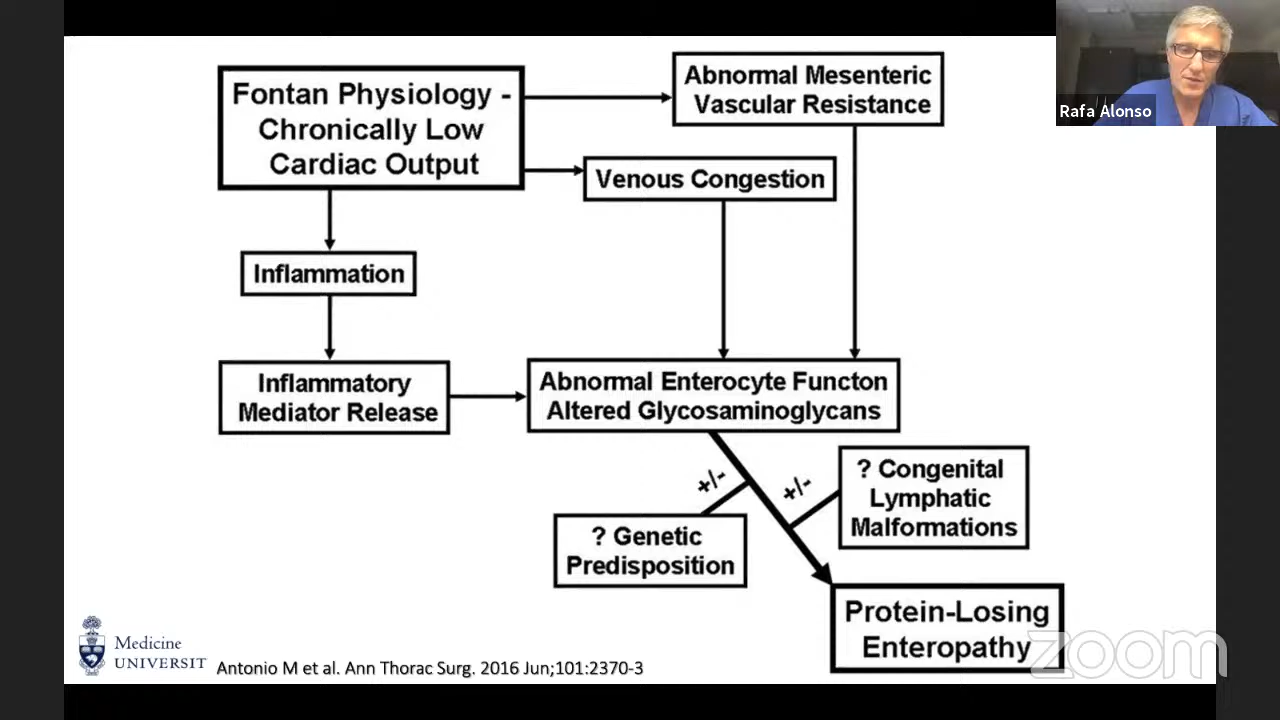 Fontan Physiology -
Chronically Low
Cardiac Output
Abnormal Mesenteric
Vascular Resistance
Rafa Alonso
Venous Congestion
Inflammation
Inflammatory
Mediator Release
Abnormal Enterocyte Functon
Altered Glycosaminoglycans
+/-
+/-
? Congenital
Lymphatic
Malformations
? Genetic
Predisposition
Protein-Losing
Enteropathy
Medicine
UNIVERSIT
Antonio M et al. Ann Thorac Surg. 2016 Jun;101:2370-3
zoom